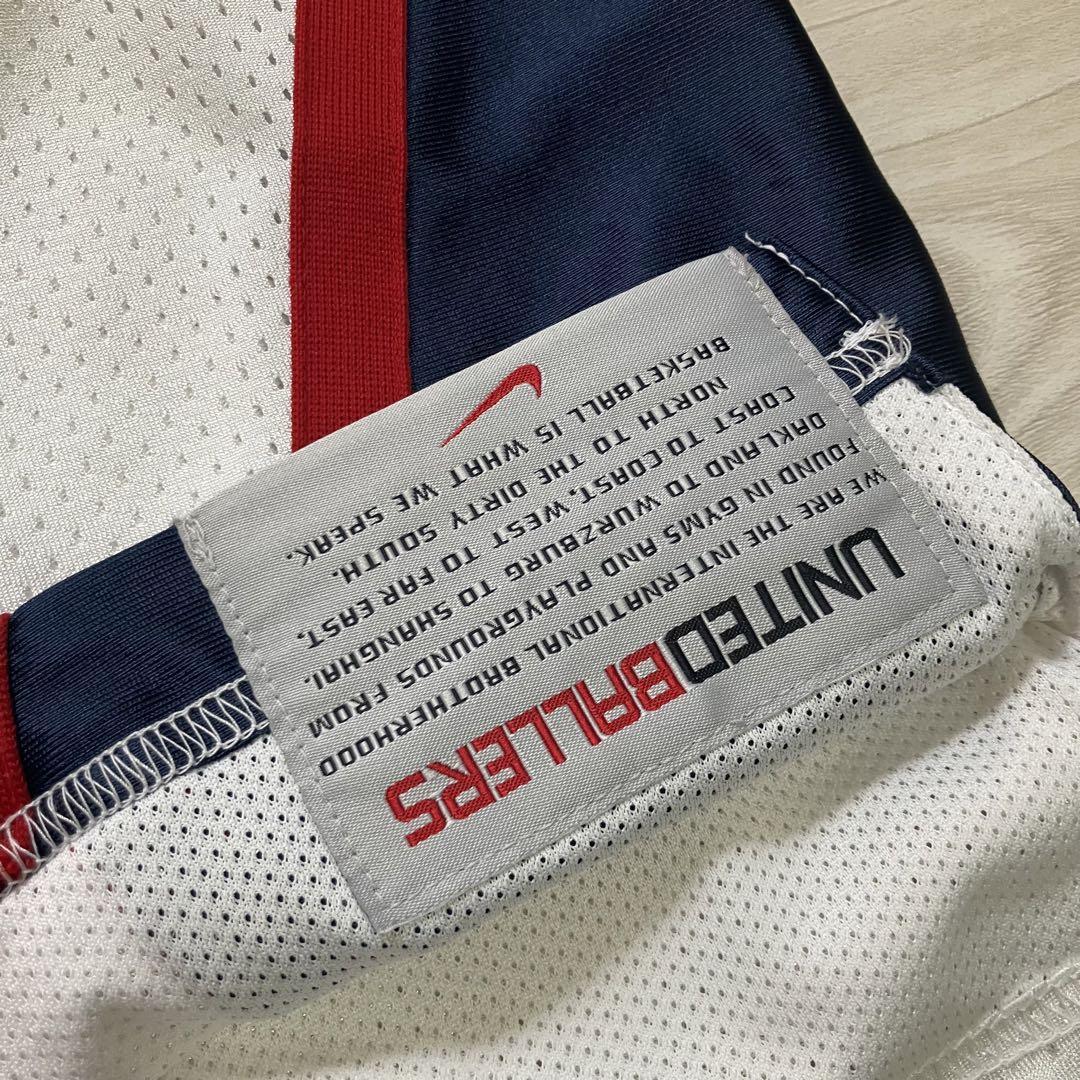 UNITEDBALLERS
WE ARE THE INTERNATIONAL BROTHERHOOD
FOUND IN GYMS AND PLAYGROUNDS FROM
OAKLAND TO WURZBURG TO SHANGHAI.
COAST TO COAST. WEST TO FAR EAST.
NORTH TO THE DIRTY SOUTH.
BASKETBALL IS WHAT WE SPEAK.